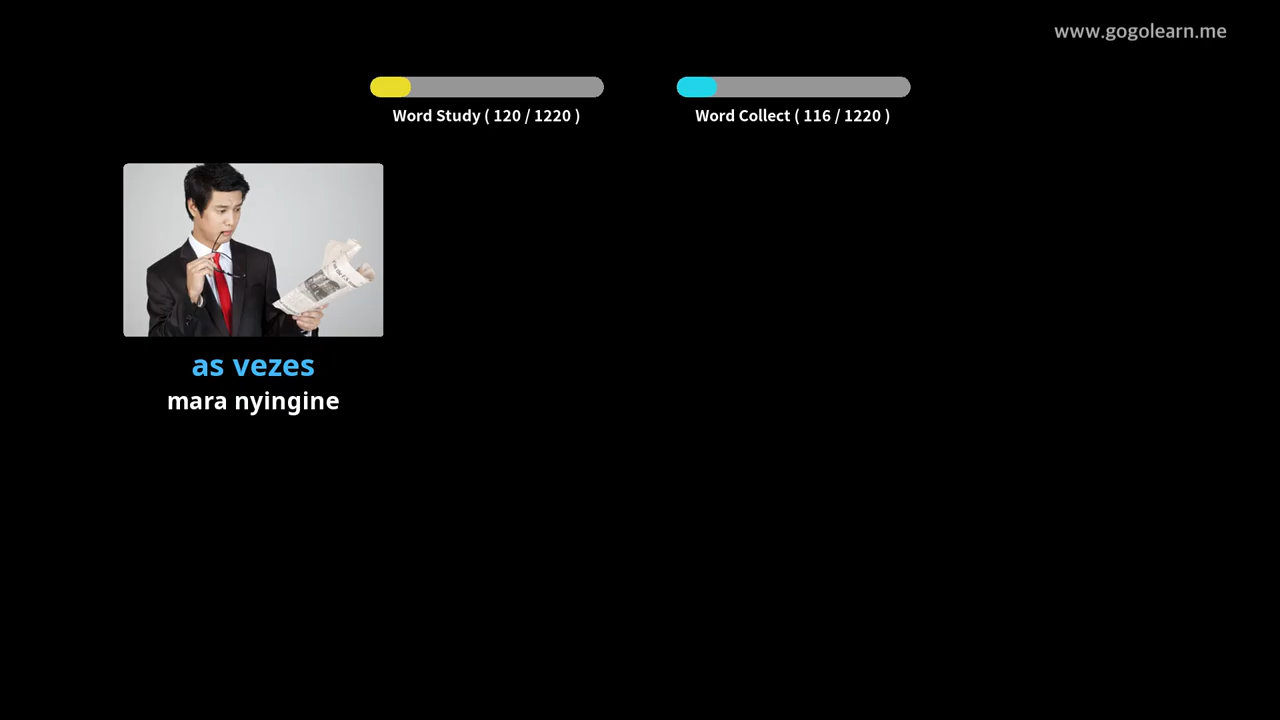 www.gogolearn.me
Word Study ( 120 / 1220 )
Word Collect ( 116 / 1220 )
as vezes
mara nyingine